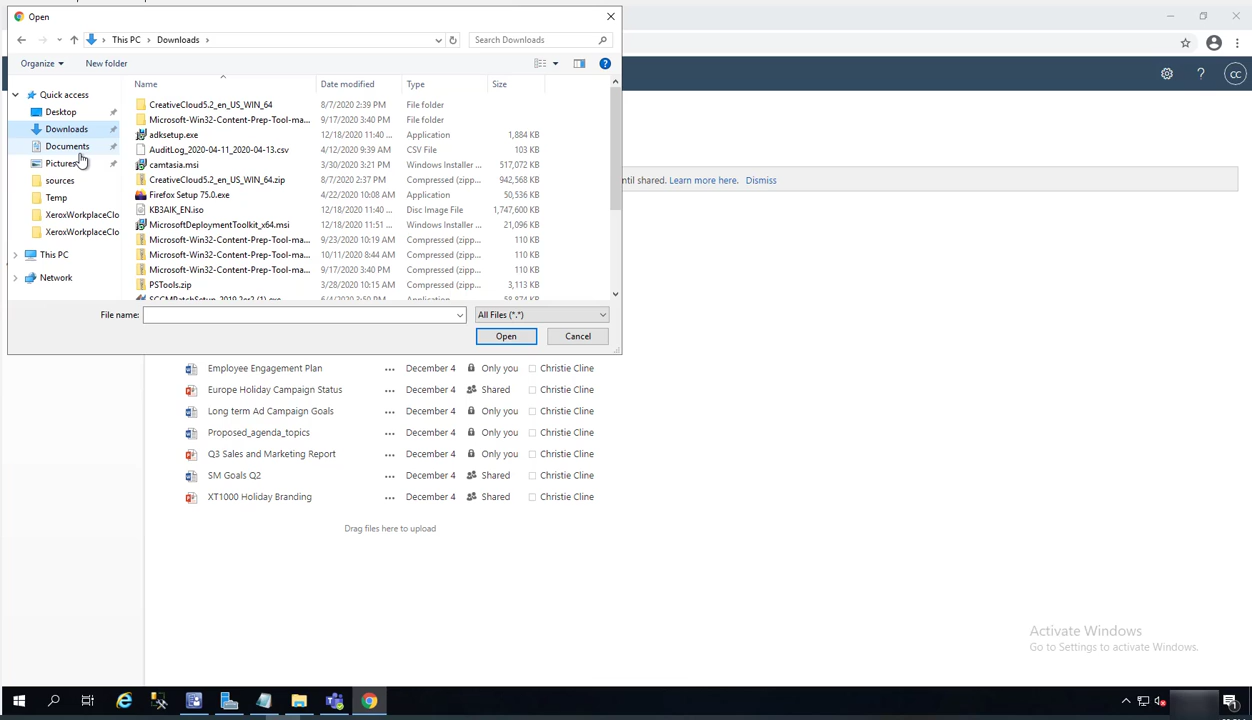 Open
This PC > Downloads >
Search Downloads
Organize
New folder
Name
Date modified
Type
Size
Quick access
Desktop
Downloads
Documents
Pictures
sources
Temp
XeroxWorkplaceClo
XeroxWorkplaceClo
This PC
Network
CreativeCloud5.2_en_US_WIN_64 8/7/2020 2:39 PM File folder
Microsoft-Win32-Content-Prep-Tool-ma... 9/17/2020 3:40 PM File folder
adksetup.exe 12/18/2020 11:40 ... Application 1,884 KB
AuditLog_2020-04-11_2020-04-13.csv 4/12/2020 9:39 AM CSV File 43 KB
camtasia.msi 3/30/2020 3:21 PM Windows Installer ... 517,072 KB
CreativeCloud5.2_en_US_WIN_64.zip 8/7/2020 2:37 PM Compressed (zipp... 942,568 KB
Firefox Setup 75.0.exe 4/22/2020 10:08 AM Application 50,536 KB
KB3AIK_EN.iso 12/18/2020 11:40 ... Disc Image File 1,747,600 KB
MicrosoftDeploymentToolkit_x64.msi 12/18/2020 11:51 ... Windows Installer ... 21,096 KB
Microsoft-Win32-Content-Prep-Tool-ma... 9/23/2020 10:19 AM Compressed (zipp... 110 KB
Microsoft-Win32-Content-Prep-Tool-ma... 10/11/2020 8:44 AM Compressed (zipp... 110 KB
Microsoft-Win32-Content-Prep-Tool-ma... 9/17/2020 3:40 PM Compressed (zipp... 110 KB
PSTools.zip 3/28/2020 10:15 AM Compressed (zipp... 3,113 KB
File name:
All Files (*.*)
Open
Cancel
CC
ntil shared. Learn more here. Dismiss
Employee Engagement Plan ... December 4 Only you Christie Cline
Europe Holiday Campaign Status ... December 4 Shared Christie Cline
Long term Ad Campaign Goals ... December 4 Only you Christie Cline
Proposed_agenda_topics ... December 4 Only you Christie Cline
Q3 Sales and Marketing Report ... December 4 Only you Christie Cline
SM Goals Q2 ... December 4 Shared Christie Cline
XT1000 Holiday Branding ... December 4 Shared Christie Cline
Drag files here to upload
Activate Windows
Go to Settings to activate Windows.